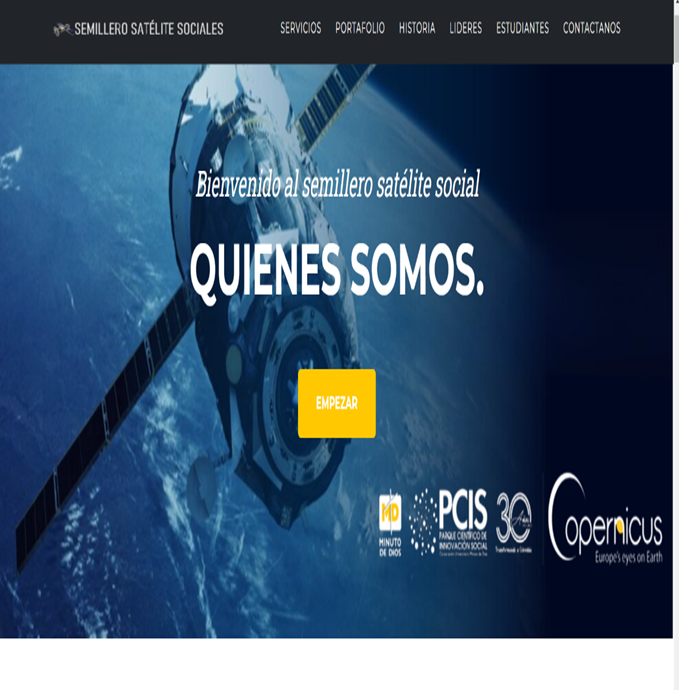 SEMILLERO SATÉLITE SOCIALES
SERVICIOS PORTAFOLIO HISTORIA LIDERES ESTUDIANTES CONTACTANOS
Bienvenido al semillero satélite social
QUIENES SOMOS.
EMPEZAR
MD
MINUTO
DE DIOS
PCIS
PARQUE CIENTÍFICO DE
INNOVACIÓN SOCIAL
30
Copernicus
Europe's eyes on Earth